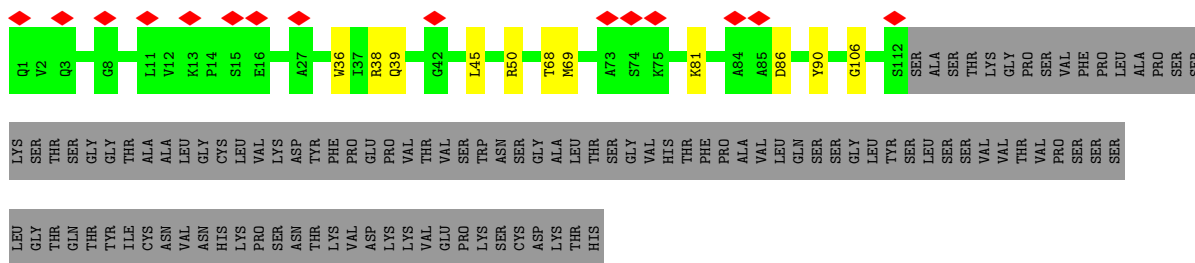 Q1 V2 Q3 G8 L11 V12 K13 P14 S15 E16 A27 W36 I37 R38 Q39 G42 L45 R50 T68 M69 A73 S74 K75 K81 A84 A85 D86 Y90 G106 S112 SER ALA SER THR LYS GLY PRO SER VAL PHE PRO LEU ALA PRO SER SER
LYS SER THR SER GLY GLY THR ALA ALA LEU GLY CYS LEU VAL LYS ASP TYR PHE PRO GLU PRO VAL THR VAL SER TRP ASN SER GLY ALA LEU THR SER GLY VAL HIS THR PHE PRO ALA VAL LEU GLN SER SER GLY LEU TYR SER LEU SER SER VAL VAL THR VAL PRO SER SER SER
LEU GLY THR GLN THR TYR ILE CYS ASN VAL ASN HIS LYS PRO SER ASN THR LYS VAL ASP LYS LYS VAL GLU PRO LYS SER CYS ASP LYS THR HIS